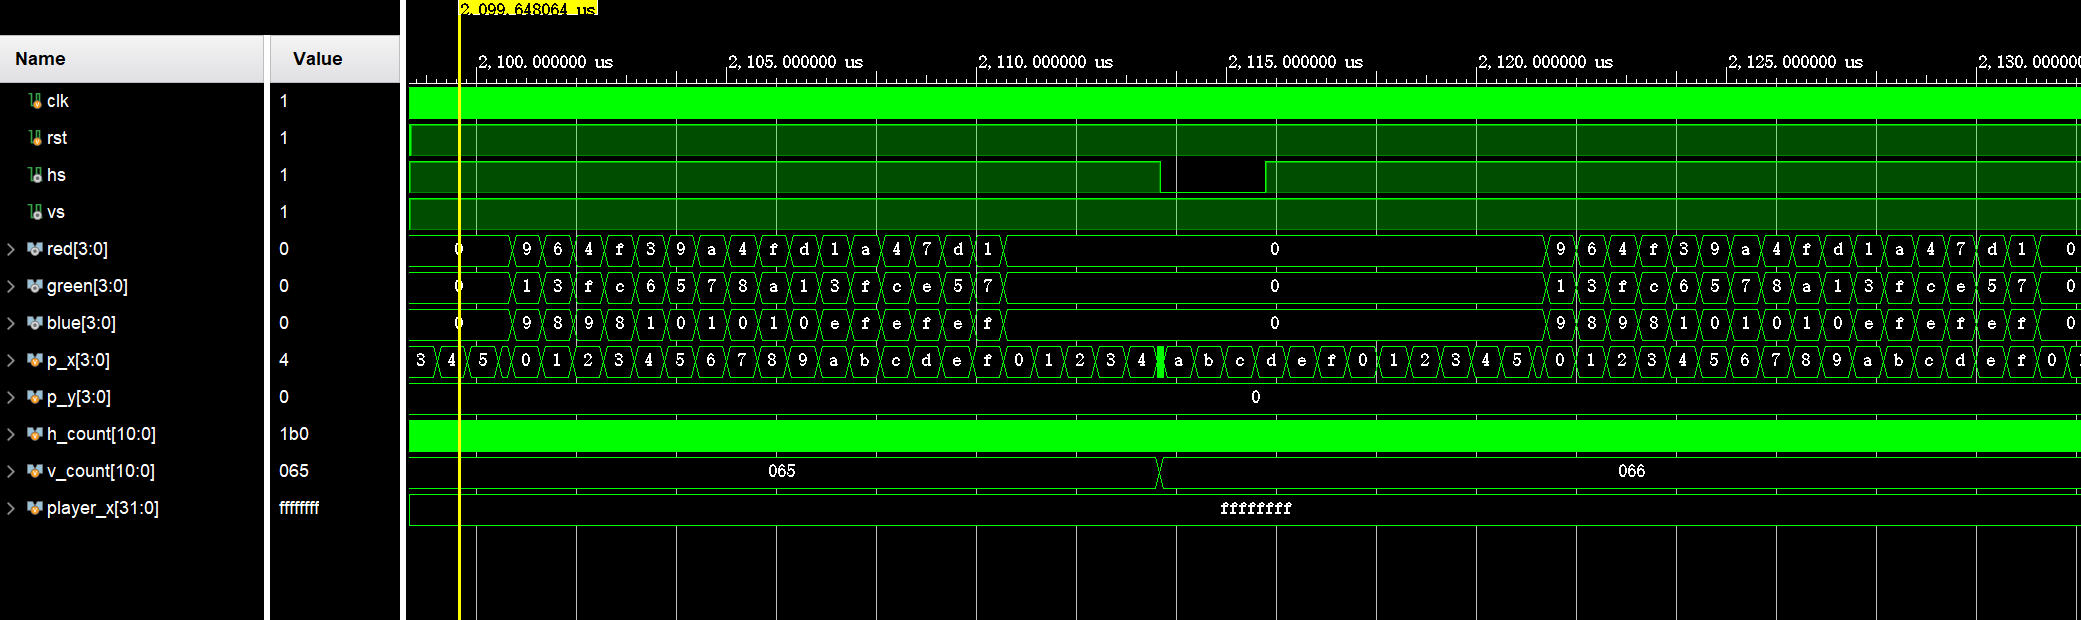 2,099.648064 us
Name Value
2,100.000000 us 2,105.000000 us 2,110.000000 us 2,115.000000 us 2,120.000000 us 2,125.000000 us 2,130.000000
clk 1
rst 1
hs 1
vs 1
red[3:0] 0 0 9 6 4 f 3 9 a 4 f d 1 a 4 7 d 1 0 9 6 4 f 3 9 a 4 f d 1 a 4 7 d 1 0
green[3:0] 0 0 1 3 f c 6 5 7 8 a 1 3 f c e 5 7 0 1 3 f c 6 5 7 8 a 1 3 f c e 5 7 0
blue[3:0] 0 0 9 8 9 8 1 0 1 0 1 0 e f e f e f 0 9 8 9 8 1 0 1 0 1 0 e f e f e f 0
p_x[3:0] 4 3 4 5 0 1 2 3 4 5 6 7 8 9 a b c d e f 0 1 2 3 4 a b c d e f 0 1 2 3 4 5 0 1 2 3 4 5 6 7 8 9 a b c d e f 0
p_y[3:0] 0 0
h_count[10:0] 1b0
v_count[10:0] 065 065 066
player_x[31:0] ffffffff ffffffff